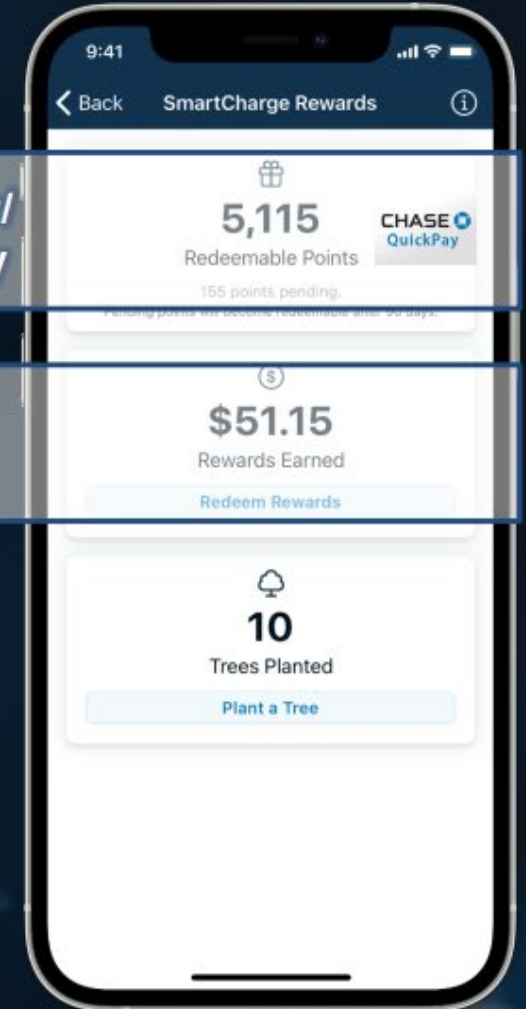 9:41
Back SmartCharge Rewards
5,115
CHASE
QuickPay
Redeemable Points
155 points pending.
Pending points will become redeemable after 90 days.
$
$51.15
Rewards Earned
Redeem Rewards
10
Trees Planted
Plant a Tree